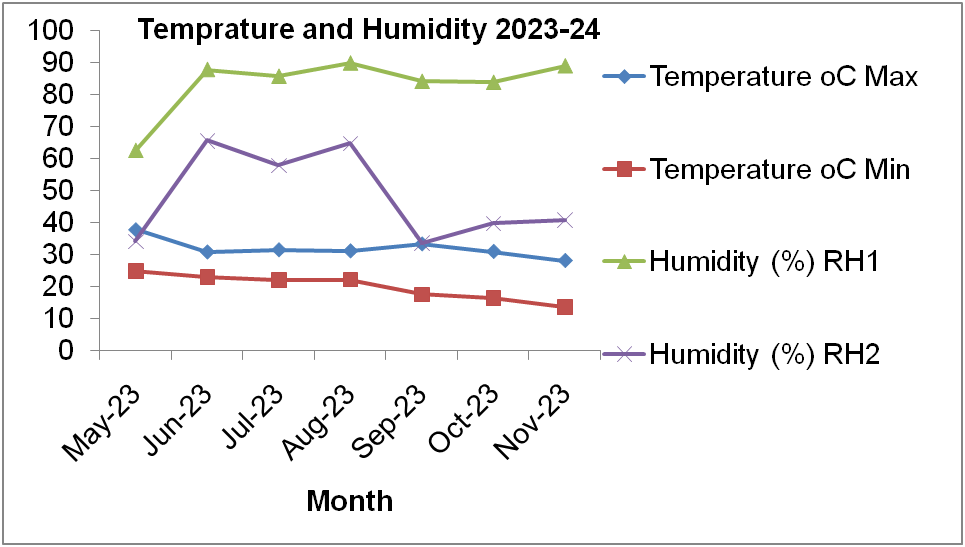 Temprature and Humidity 2023-24
100
90
80
70
60
50
40
30
20
10
0
May-23
Jun-23
Jul-23
Aug-23
Sep-23
Oct-23
Nov-23
Month
Temperature oC Max
Temperature oC Min
Humidity (%) RH1
Humidity (%) RH2